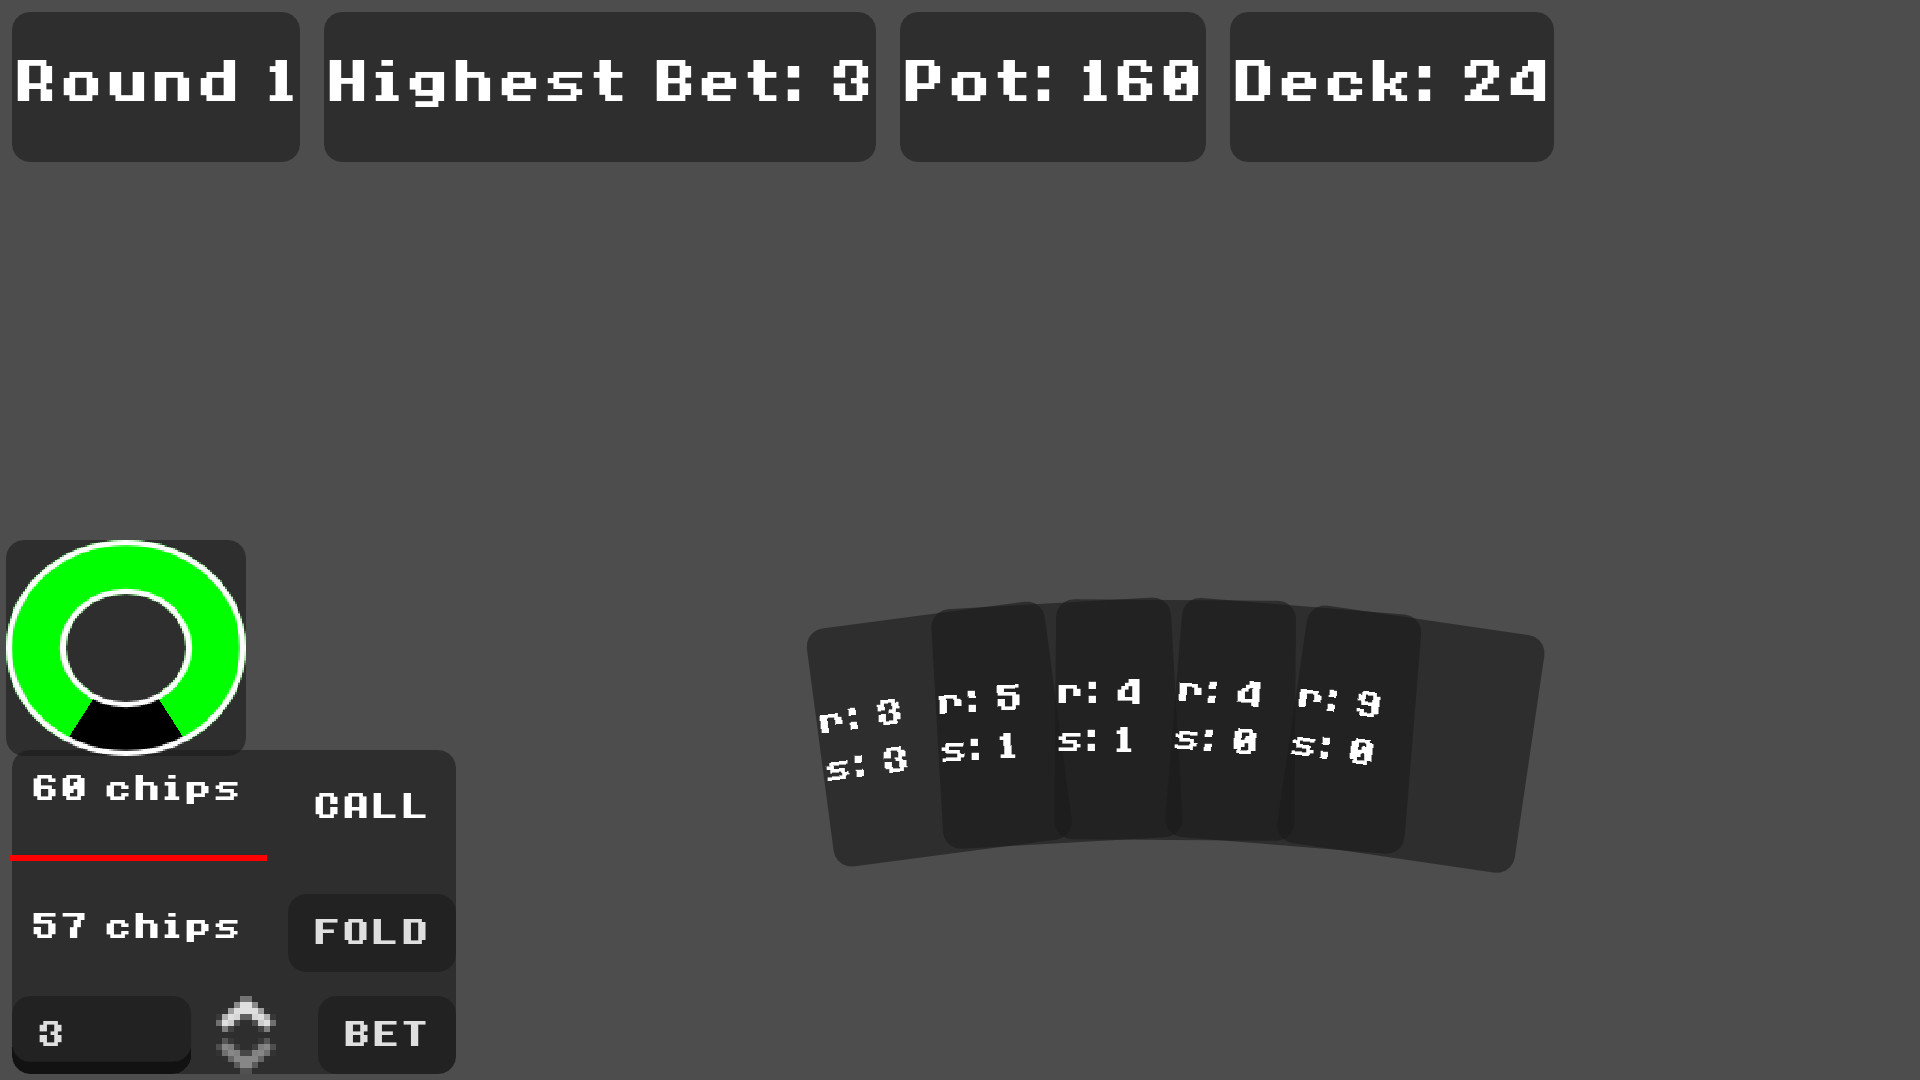 Round 1
Highest Bet: 3
Pot: 160
Deck: 24
r: 3
s: 3
r: 5
s: 1
r: 4
s: 1
r: 4
s: 0
r: 9
s: 0
60 chips
CALL
57 chips
FOLD
3
BET